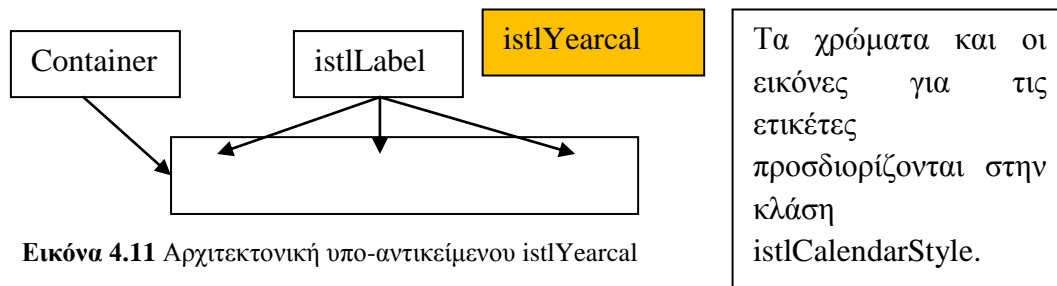 Container
istlLabel
istlYearcal
Εικόνα 4.11 Αρχιτεκτονική υπο-αντικείμενου istlYearcal
Τα χρώματα και οι
εικόνες για τις
ετικέτες
προσδιορίζονται στην
κλάση
istlCalendarStyle.